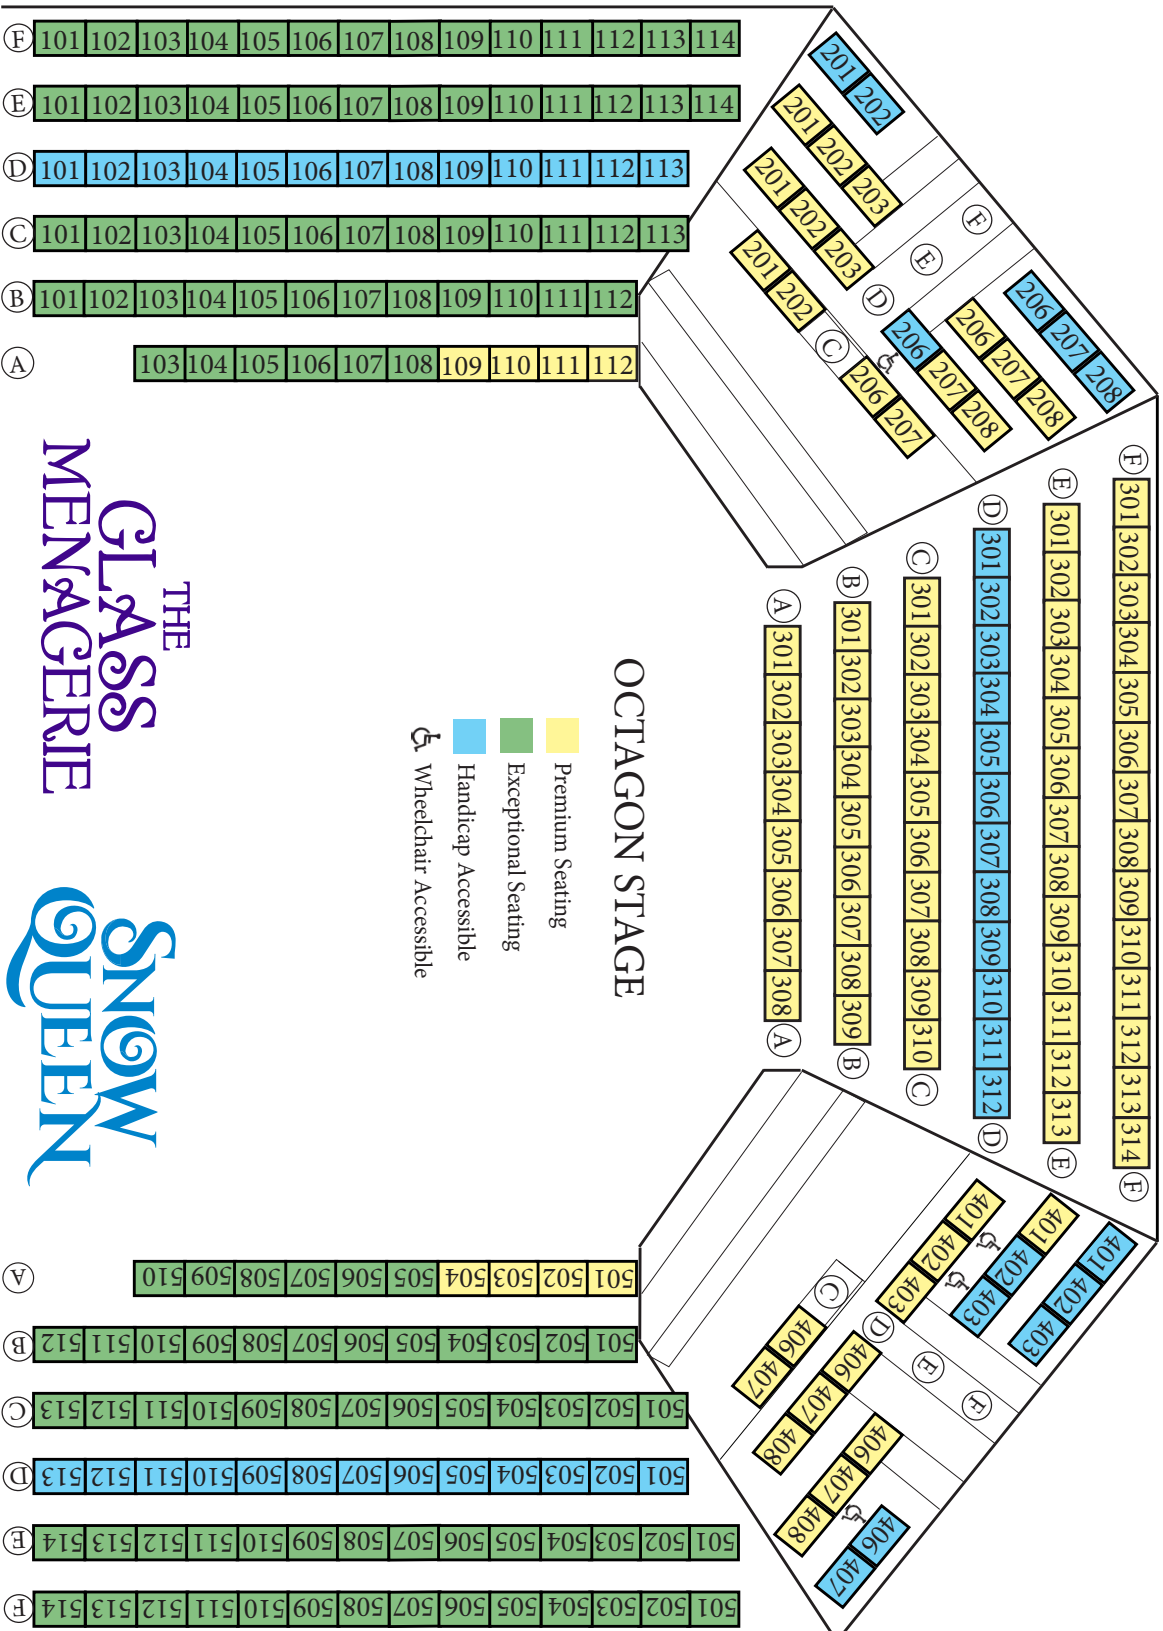 F 101 102 103 104 105 106 107 108 109 110 111 112 113 114
E 101 102 103 104 105 106 107 108 109 110 111 112 113 114
D 101 102 103 104 105 106 107 108 109 110 111 112 113
C 101 102 103 104 105 106 107 108 109 110 111 112 113
B 101 102 103 104 105 106 107 108 109 110 111 112
A 103 104 105 106 107 108 109 110 111 112
201 202 F 206 207 208
201 202 203 E 206 207 208
201 202 203 D 206 207 208
201 202 C 206 207
F 301 302 303 304 305 306 307 308 309 310 311 312 313 314 F
E 301 302 303 304 305 306 307 308 309 310 311 312 313 E
D 301 302 303 304 305 306 307 308 309 310 311 312 D
C 301 302 303 304 305 306 307 308 309 310 C
B 301 302 303 304 305 306 307 308 309 B
A 301 302 303 304 305 306 307 308 A
OCTAGON STAGE
Premium Seating
Exceptional Seating
Handicap Accessible
Wheelchair Accessible
THE
GLASS
MENAGERIE
SNOW
QUEEN
401 402 403 F 406 407
401 402 403 E 406 407 408
401 402 403 D 406 407 408
C 406 407
501 502 503 504 505 506 507 508 509 510 A
501 502 503 504 505 506 507 508 509 510 511 512 B
501 502 503 504 505 506 507 508 509 510 511 512 513 C
501 502 503 504 505 506 507 508 509 510 511 512 513 D
501 502 503 504 505 506 507 508 509 510 511 512 513 514 E
501 502 503 504 505 506 507 508 509 510 511 512 513 514 F